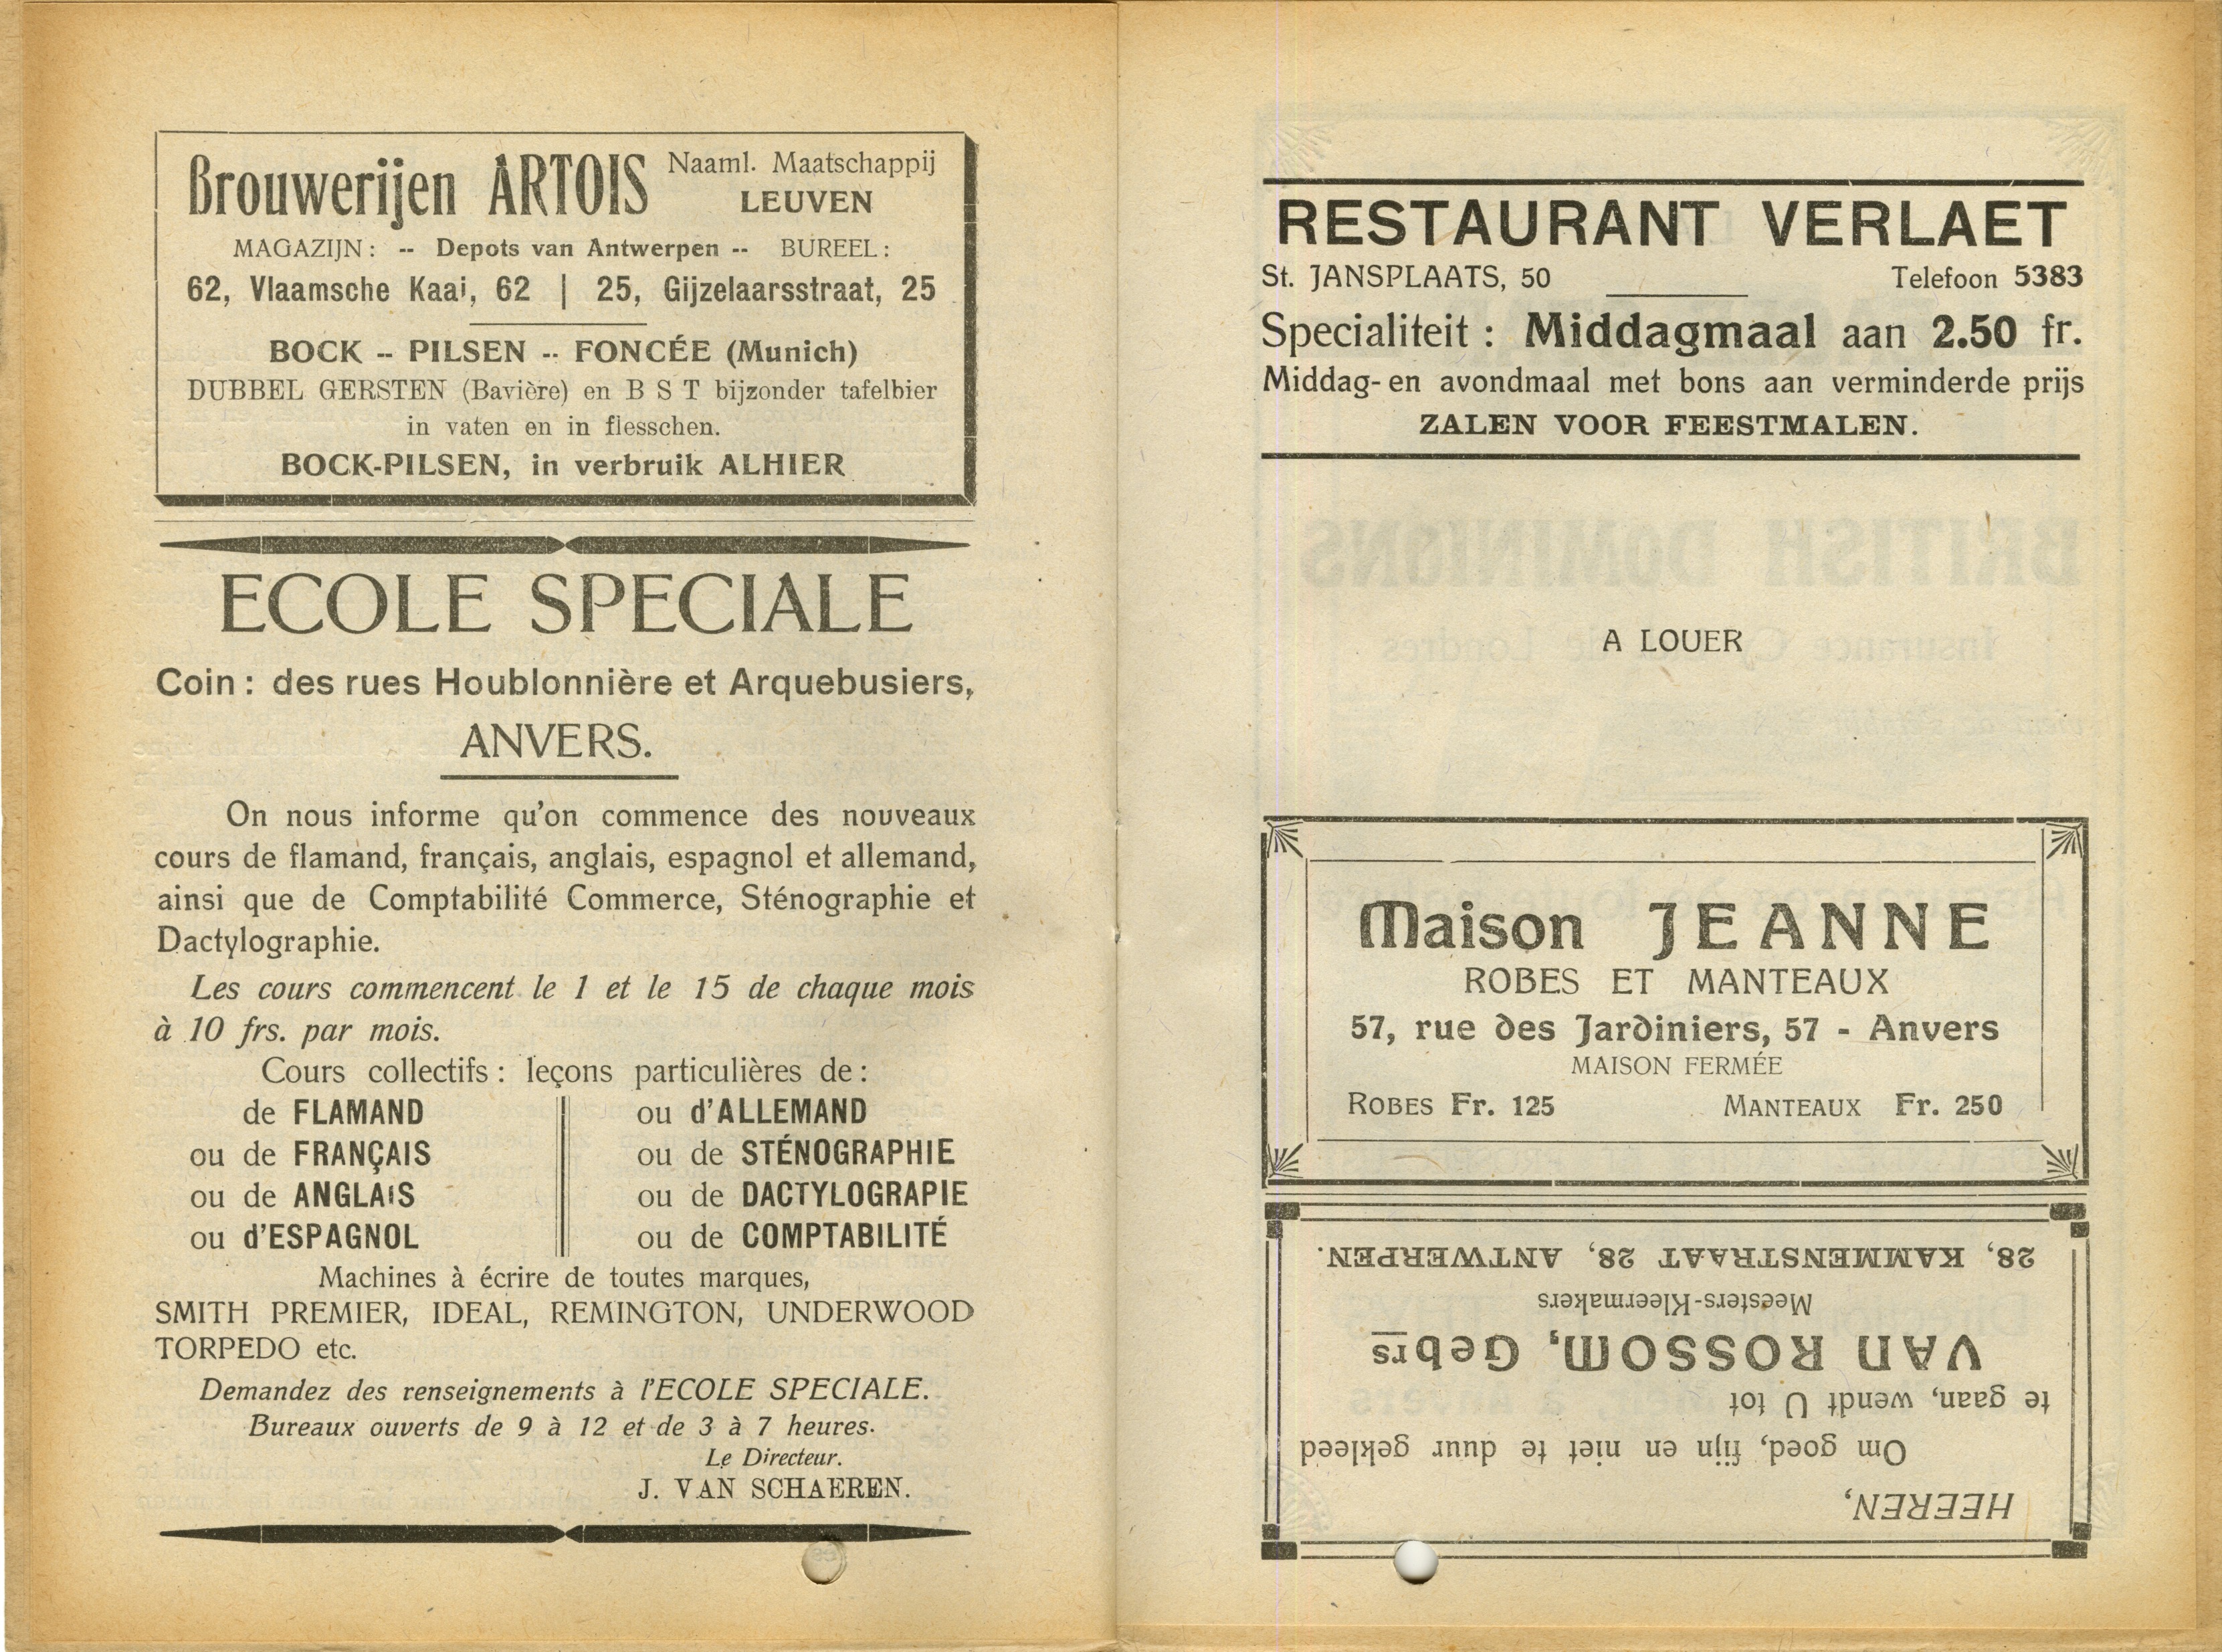 Brouwerijen ARTOIS Naaml. Maatschappij
LEUVEN
MAGAZIJN: -- Depots van Antwerpen -- BUREEL:
62, Vlaamsche Kaai, 62 | 25, Gijzelaarsstraat, 25
BOCK -- PILSEN -- FONCÉE (Munich)
DUBBEL GERSTEN (Bavière) en B S T bijzonder tafelbier
in vaten en in flesschen.
BOCK-PILSEN, in verbruik ALHIER
ECOLE SPECIALE
Coin: des rues Houblonnière et Arquebusiers,
ANVERS.
On nous informe qu'on commence des nouveaux
cours de flamand, français, anglais, espagnol et allemand,
ainsi que de Comptabilité Commerce, Sténographie et
Dactylographie.
Les cours commencent le 1 et le 15 de chaque mois
à 10 frs. par mois.
Cours collectifs: leçons particulières de:
de FLAMAND
ou de FRANÇAIS
ou de ANGLAIS
ou d'ESPAGNOL
ou d'ALLEMAND
ou de STÉNOGRAPHIE
ou de DACTYLOGRAPIE
ou de COMPTABILITÉ
Machines à écrire de toutes marques,
SMITH PREMIER, IDEAL, REMINGTON, UNDERWOOD
TORPEDO etc.
Demandez des renseignements à l'ECOLE SPECIALE.
Bureaux ouverts de 9 à 12 et de 3 à 7 heures.
Le Directeur.
J. VAN SCHAEREN.
RESTAURANT VERLAET
St. JANSPLAATS, 50 Telefoon 5383
Specialiteit: Middagmaal aan 2.50 fr.
Middag- en avondmaal met bons aan verminderde prijs
ZALEN VOOR FEESTMALEN.
A LOUER
Maison JEANNE
ROBES ET MANTEAUX
57, rue des Jardiniers, 57 - Anvers
MAISON FERMÉE
ROBES Fr. 125 MANTEAUX Fr. 250
HEEREN,
Om goed, fijn en niet te duur gekleed
te gaan, wendt U tot
VAN ROSSOM, Gebrs
Meesters-Kleermakers
28, KAMMENSTRAAT 28, ANTWERPEN.